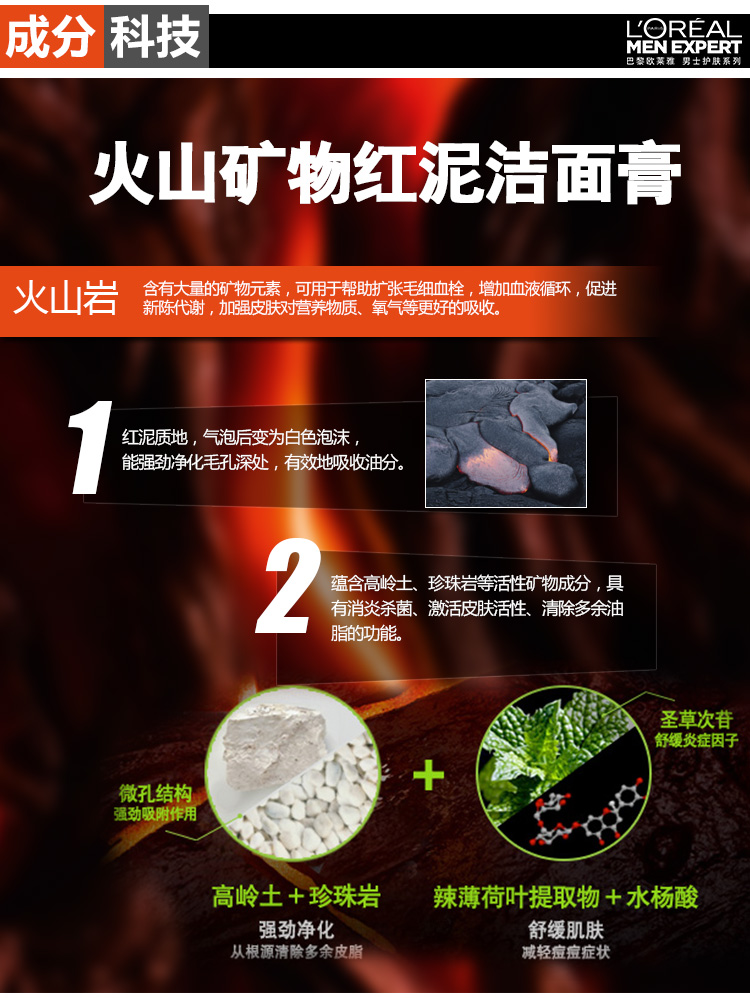 成分 科技
L'ORÉAL
PARIS
MEN EXPERT
巴黎欧莱雅 男士护肤系列
火山矿物红泥洁面膏
火山岩
含有大量的矿物元素，可用于帮助扩张毛细血栓，增加血液循环，促进
新陈代谢，加强皮肤对营养物质、氧气等更好的吸收。
1
红泥质地，气泡后变为白色泡沫，
能强劲净化毛孔深处，有效地吸收油分。
2
蕴含高岭土、珍珠岩等活性矿物成分，具
有消炎杀菌、激活皮肤活性、清除多余油
脂的功能。
圣草次苷
舒缓炎症因子
微孔结构
强劲吸附作用
+
高岭土＋珍珠岩
强劲净化
从根源清除多余皮脂
辣薄荷叶提取物＋水杨酸
舒缓肌肤
减轻痘痘症状